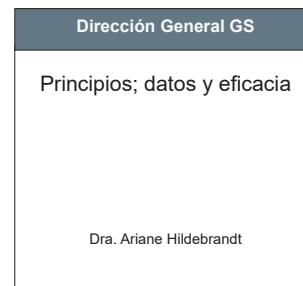 Dirección General GS
Principios; datos y eficacia
Dra. Ariane Hildebrandt